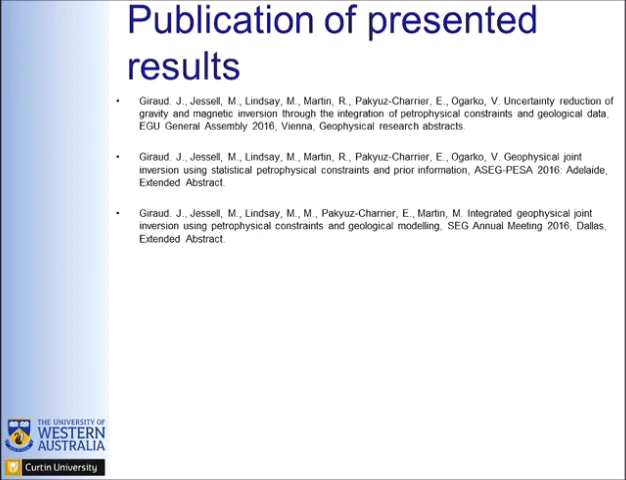 Publication of presented
results
• Giraud. J., Jessell, M., Lindsay, M., Martin, R., Pakyuz-Charrier, E., Ogarko, V. Uncertainty reduction of
gravity and magnetic inversion through the integration of petrophysical constraints and geological data,
EGU General Assembly 2016, Vienna, Geophysical research abstracts.
• Giraud. J., Jessell, M., Lindsay, M., Martin, R., Pakyuz-Charrier, E., Ogarko, V. Geophysical joint
inversion using statistical petrophysical constraints and prior information, ASEG-PESA 2016: Adelaide,
Extended Abstract.
• Giraud. J., Jessell, M., Lindsay, M., M., Pakyuz-Charrier, E., Martin, M. Integrated geophysical joint
inversion using petrophysical constraints and geological modelling, SEG Annual Meeting 2016, Dallas,
Extended Abstract.
THE UNIVERSITY OF
WESTERN
AUSTRALIA
Curtin University